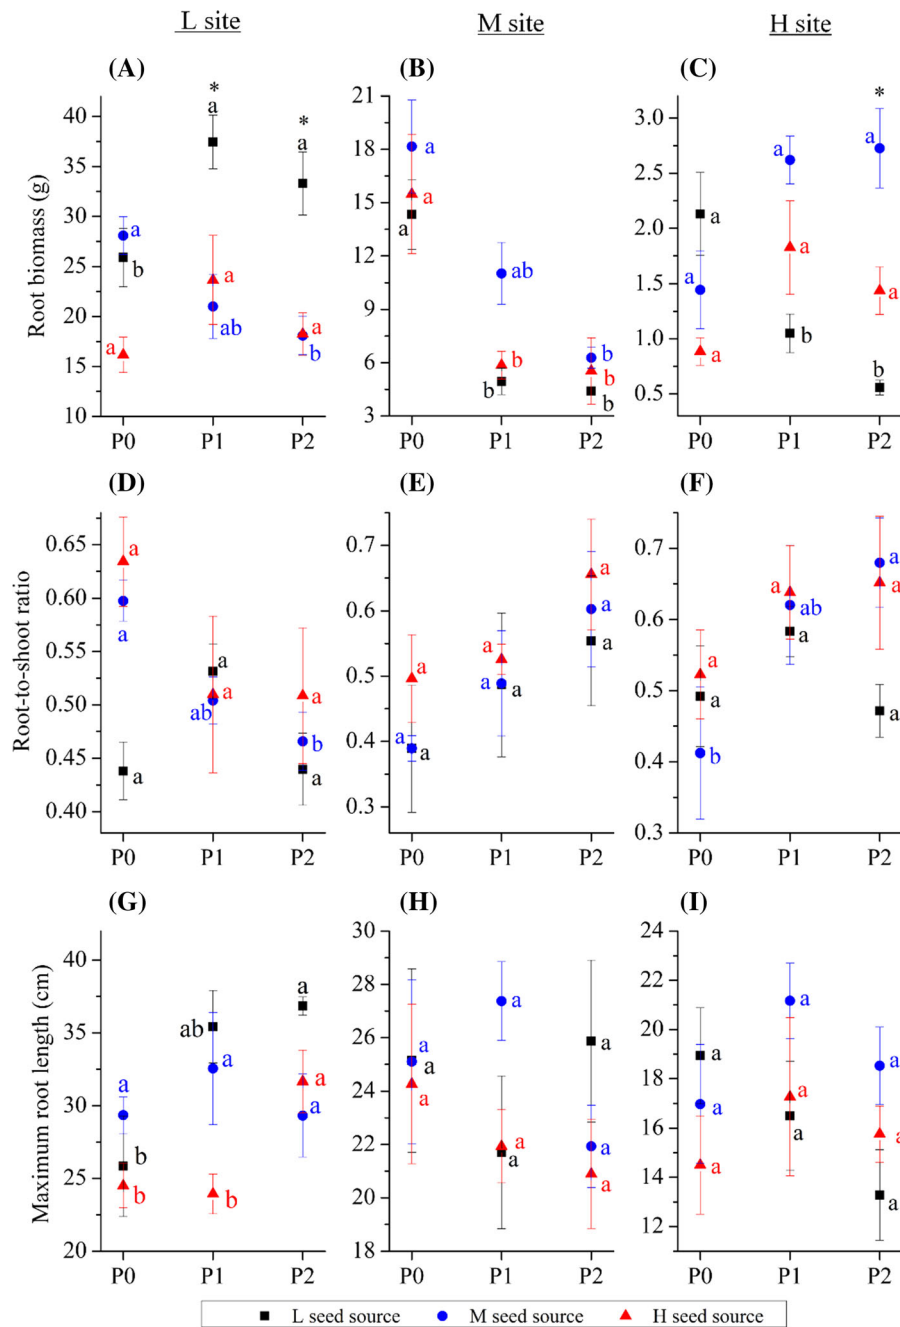 L site M site H site
(A) (B) (C)
Root biomass (g)
40
35
30
25
20
15
10
* a
* a
a
b
a
a
ab
a
b
a
P0 P1 P2
21
18
15
12
9
6
3
a
a
a
ab
b
b
b
b
b
P0 P1 P2
3.0
2.5
2.0
1.5
1.0
0.5
*
a
a
a
a
a
a
a
b
b
P0 P1 P2
(D) (E) (F)
Root-to-shoot ratio
0.65
0.60
0.55
0.50
0.45
0.40
a
a
a
a
ab
a
a
b
a
P0 P1 P2
0.7
0.6
0.5
0.4
0.3
a
a
a
a
a
a
a
a
a
P0 P1 P2
0.7
0.6
0.5
0.4
0.3
a
a
b
a
ab
a
a
a
a
P0 P1 P2
(G) (H) (I)
Maximum root length (cm)
40
35
30
25
20
a
b
b
ab
a
b
a
a
a
P0 P1 P2
30
28
26
24
22
20
18
a
a
a
a
a
a
a
a
a
P0 P1 P2
24
22
20
18
16
14
12
a
a
a
a
a
a
a
a
a
P0 P1 P2
L seed source M seed source H seed source